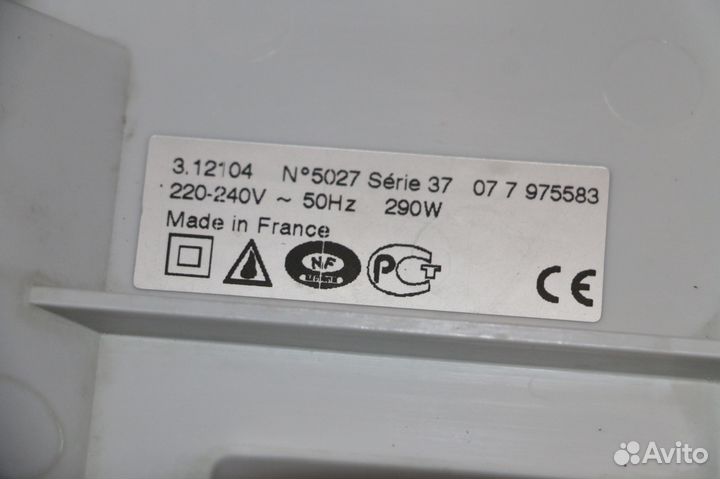 3.12104 N°5027 Série 37 07 7 975583
220-240V ~ 50Hz 290W
Made in France
NF
PCT
CE
Avito